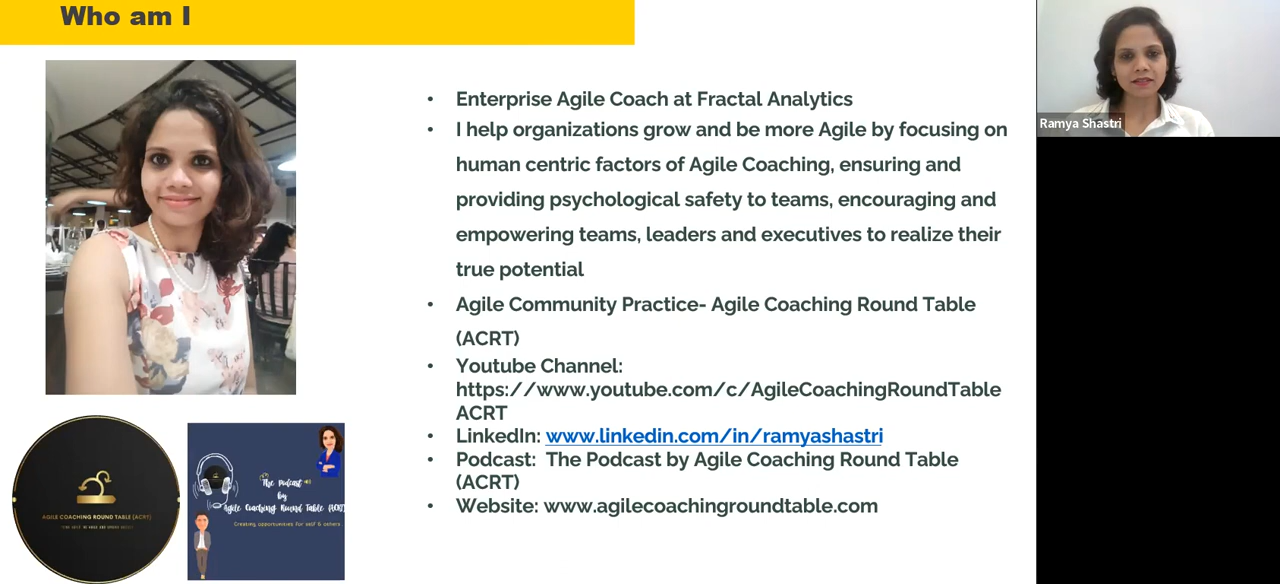 Who am I
Ramya Shastri
• Enterprise Agile Coach at Fractal Analytics
• I help organizations grow and be more Agile by focusing on
human centric factors of Agile Coaching, ensuring and
providing psychological safety to teams, encouraging and
empowering teams, leaders and executives to realize their
true potential
• Agile Community Practice- Agile Coaching Round Table
(ACRT)
• Youtube Channel:
https://www.youtube.com/c/AgileCoachingRoundTable
ACRT
• LinkedIn: www.linkedin.com/in/ramyashastri
• Podcast: The Podcast by Agile Coaching Round Table
(ACRT)
• Website: www.agilecoachingroundtable.com
AGILE COACHING ROUND TABLE (ACRT)
The Podcast
by
Agile Coaching Round Table (ACRT)
Creating opportunities for self & others